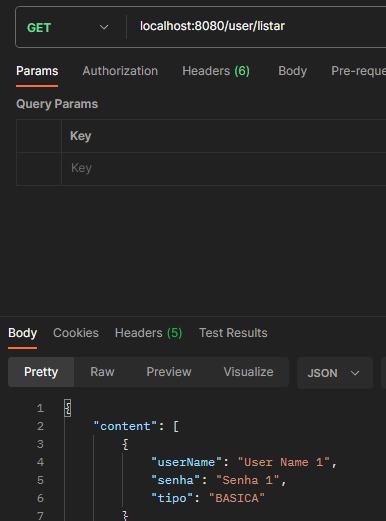 GET localhost:8080/user/listar
Params Authorization Headers (6) Body Pre-reque
Query Params
Key
Key
Body Cookies Headers (5) Test Results
Pretty Raw Preview Visualize JSON
1 {
2 "content": [
3 {
4 "userName": "User Name 1",
5 "senha": "Senha 1",
6 "tipo": "BASICA"
7 }